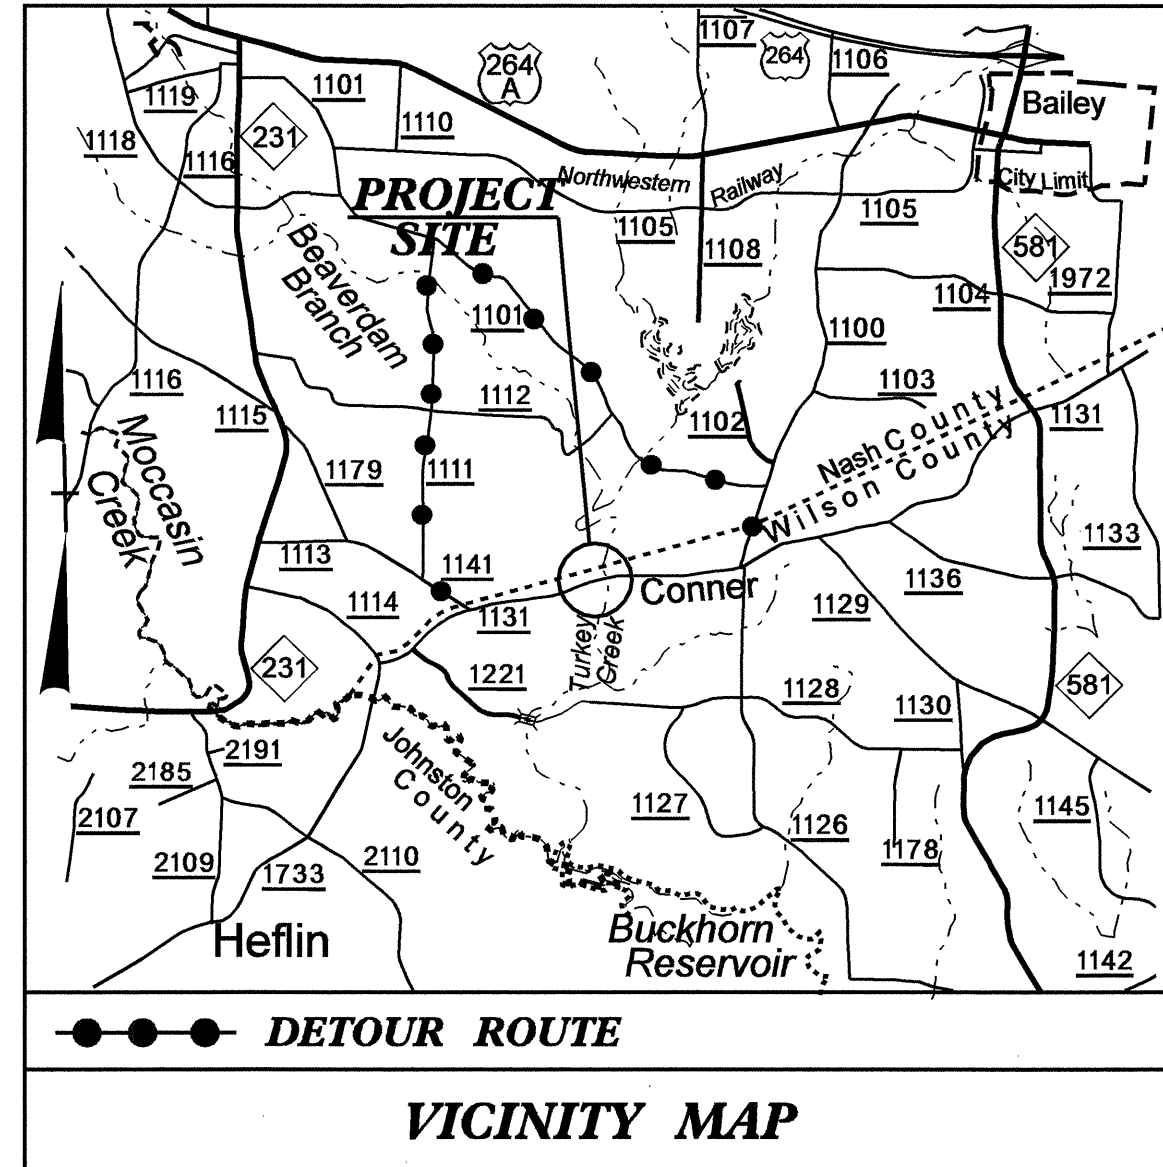 1107
264
1106
264
A
1119
1101
Bailey
1118
231
1110
1116
Northwestern
Railway
City Limit
PROJECT
SITE
1105
1105
1108
581
1972
Beaverdam
Branch
1104
1101
1100
1116
1112
1103
1115
1102
1131
Nash County
Wilson County
Moccasin
Creek
1179
1111
1133
1113
1141
1136
1114
1131
Conner
1129
Turkey
Creek
231
1221
1128
1130
581
2191
2185
Johnston
County
2107
1127
1126
1145
2109
1733
2110
1178
Heflin
Buckhorn
Reservoir
1142
DETOUR ROUTE
VICINITY MAP